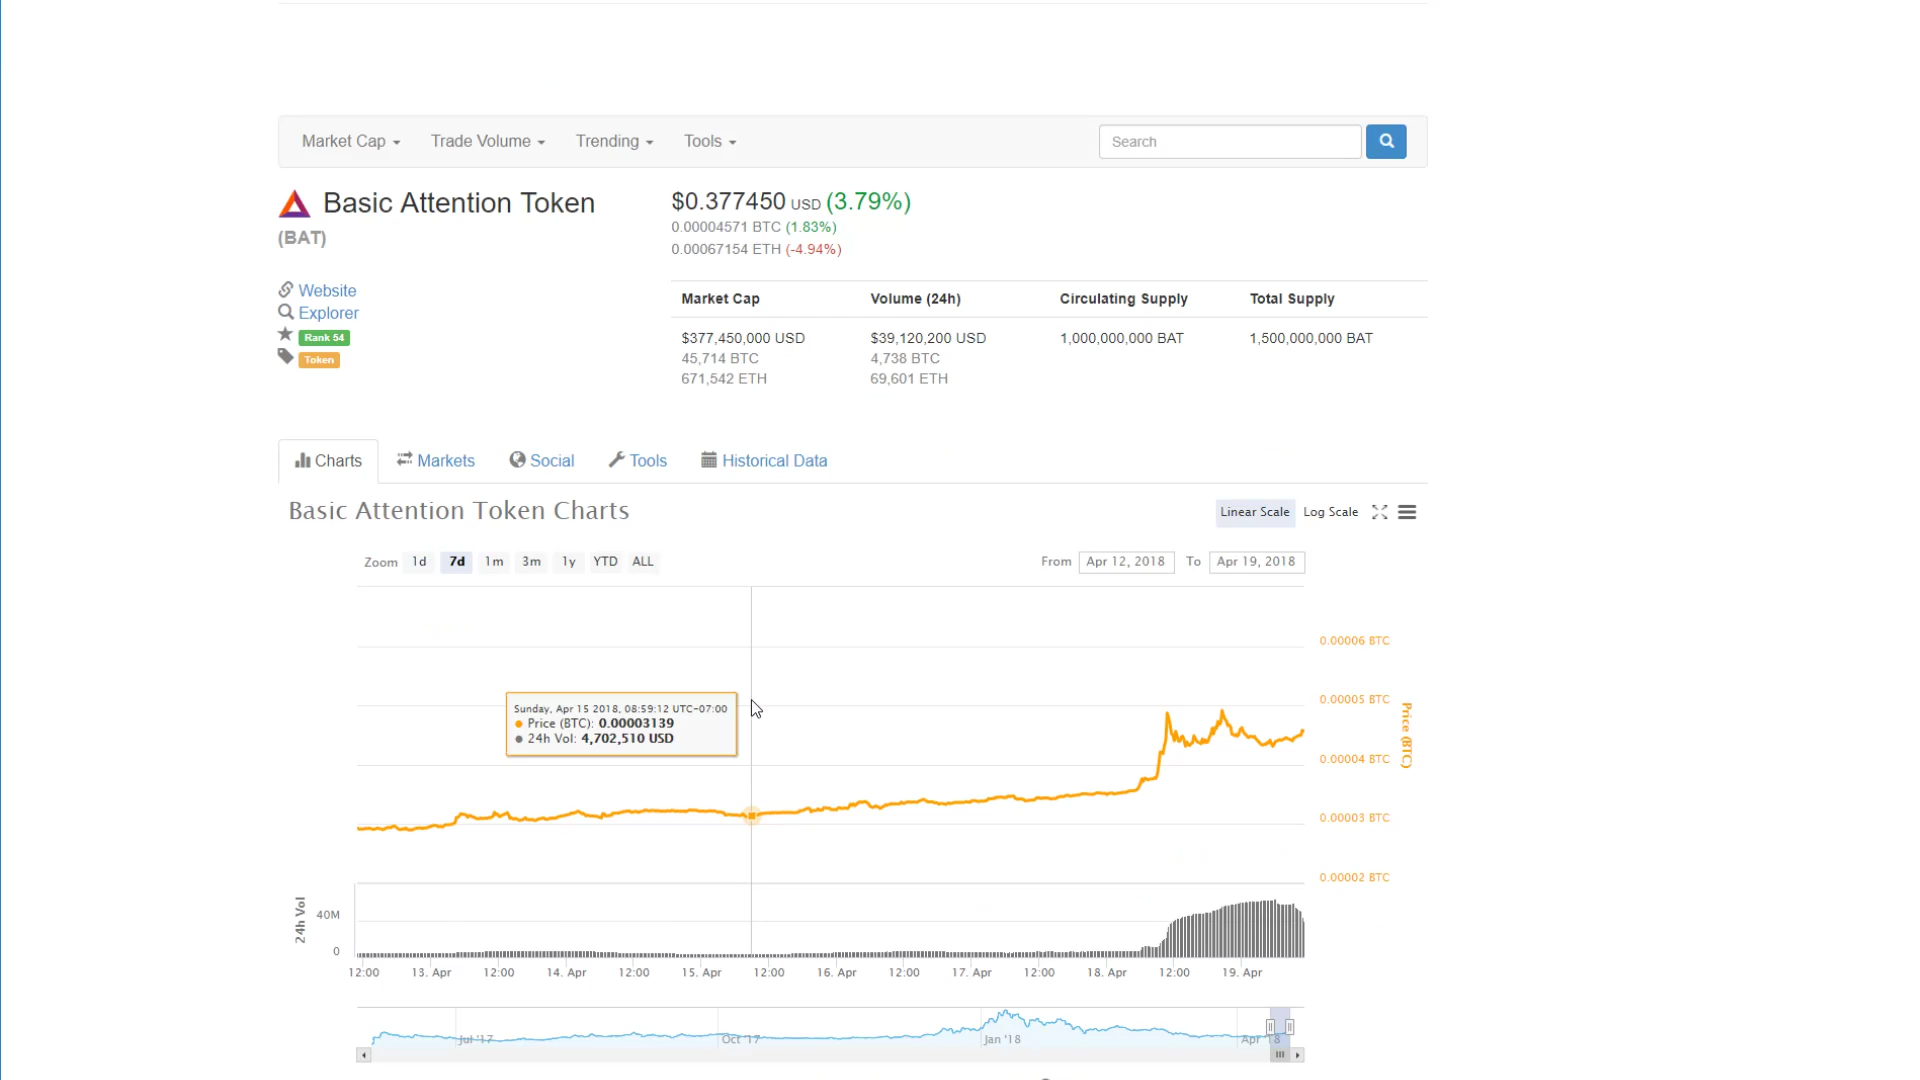 Market Cap Trade Volume Trending Tools Search
Basic Attention Token
(BAT)
$0.377450 USD (3.79%)
0.00004571 BTC (1.83%)
0.00067154 ETH (-4.94%)
Website
Explorer
Rank 54
Token
Market Cap Volume (24h) Circulating Supply Total Supply
$377,450,000 USD $39,120,200 USD 1,000,000,000 BAT 1,500,000,000 BAT
45,714 BTC 4,738 BTC
671,542 ETH 69,601 ETH
Charts Markets Social Tools Historical Data
Basic Attention Token Charts
Linear Scale Log Scale
Zoom 1d 7d 1m 3m 1y YTD ALL From Apr 12, 2018 To Apr 19, 2018
0.00006 BTC
0.00005 BTC
0.00004 BTC
0.00003 BTC
0.00002 BTC
Price (BTC)
Sunday, Apr 15 2018, 08:59:12 UTC-07:00
Price (BTC): 0.00003139
24h Vol: 4,702,510 USD
24h Vol
40M
0
12:00 13. Apr 12:00 14. Apr 12:00 15. Apr 12:00 16. Apr 12:00 17. Apr 12:00 18. Apr 12:00 19. Apr
Jul '17 Oct '17 Jan '18 Apr '18